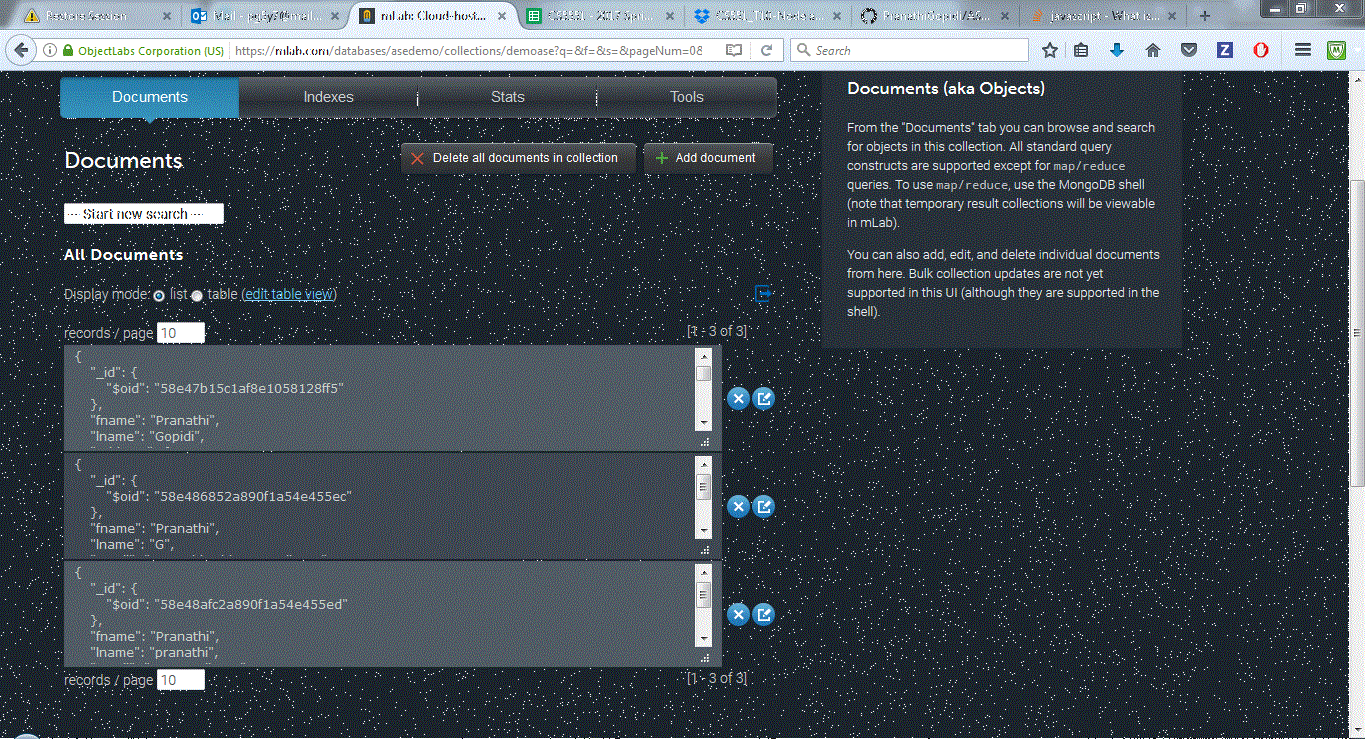 Restore Session
mLab: Cloud-host...
javascript - What is...
ObjectLabs Corporation (US)
https://mlab.com/databases/asedemo/collections/demoase?q=&f=&s=&pageNum=0&
Search
Documents
Indexes
Stats
Tools
Documents
Delete all documents in collection
Add document
--- Start new search ---
All Documents
Display mode: list table (edit table view)
records / page 10
[1 - 3 of 3]
{
"_id": {
"$oid": "58e47b15c1af8e1058128ff5"
},
"fname": "Pranathi",
"lname": "Gopidi",
{
"_id": {
"$oid": "58e486852a890f1a54e455ec"
},
"fname": "Pranathi",
"lname": "G",
{
"_id": {
"$oid": "58e48afc2a890f1a54e455ed"
},
"fname": "Pranathi",
"lname": "pranathi",
records / page 10
[1 - 3 of 3]
Documents (aka Objects)
From the "Documents" tab you can browse and search
for objects in this collection. All standard query
constructs are supported except for map/reduce
queries. To use map/reduce, use the MongoDB shell
(note that temporary result collections will be viewable
in mLab).
You can also add, edit, and delete individual documents
from here. Bulk collection updates are not yet
supported in this UI (although they are supported in the
shell).